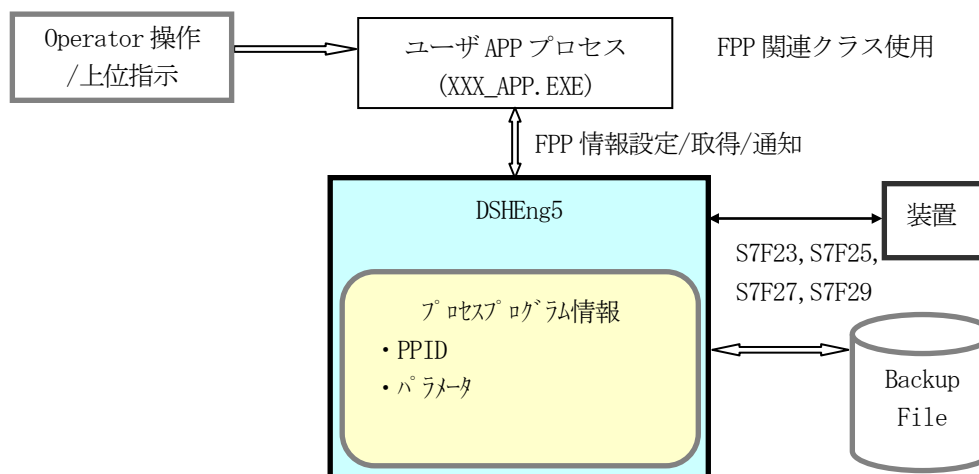 Operator 操作
/上位指示
ユーザ APP プロセス
(XXX_APP.EXE)
FPP 関連クラス使用
FPP 情報設定/取得/通知
DSHEng5
装置
S7F23,S7F25,
S7F27,S7F29
ﾌﾟﾛｾｽﾌﾟﾛｸﾞﾗﾑ情報
・PPID
・ﾊﾟﾗﾒｰﾀ
Backup
File